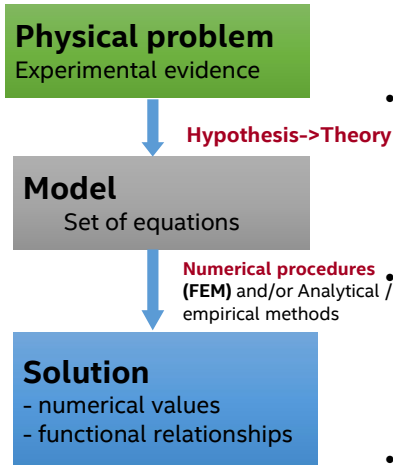 Physical problem
Experimental evidence
Hypothesis->Theory
Model
Set of equations
Numerical procedures
(FEM) and/or Analytical /
empirical methods
Solution
- numerical values
- functional relationships